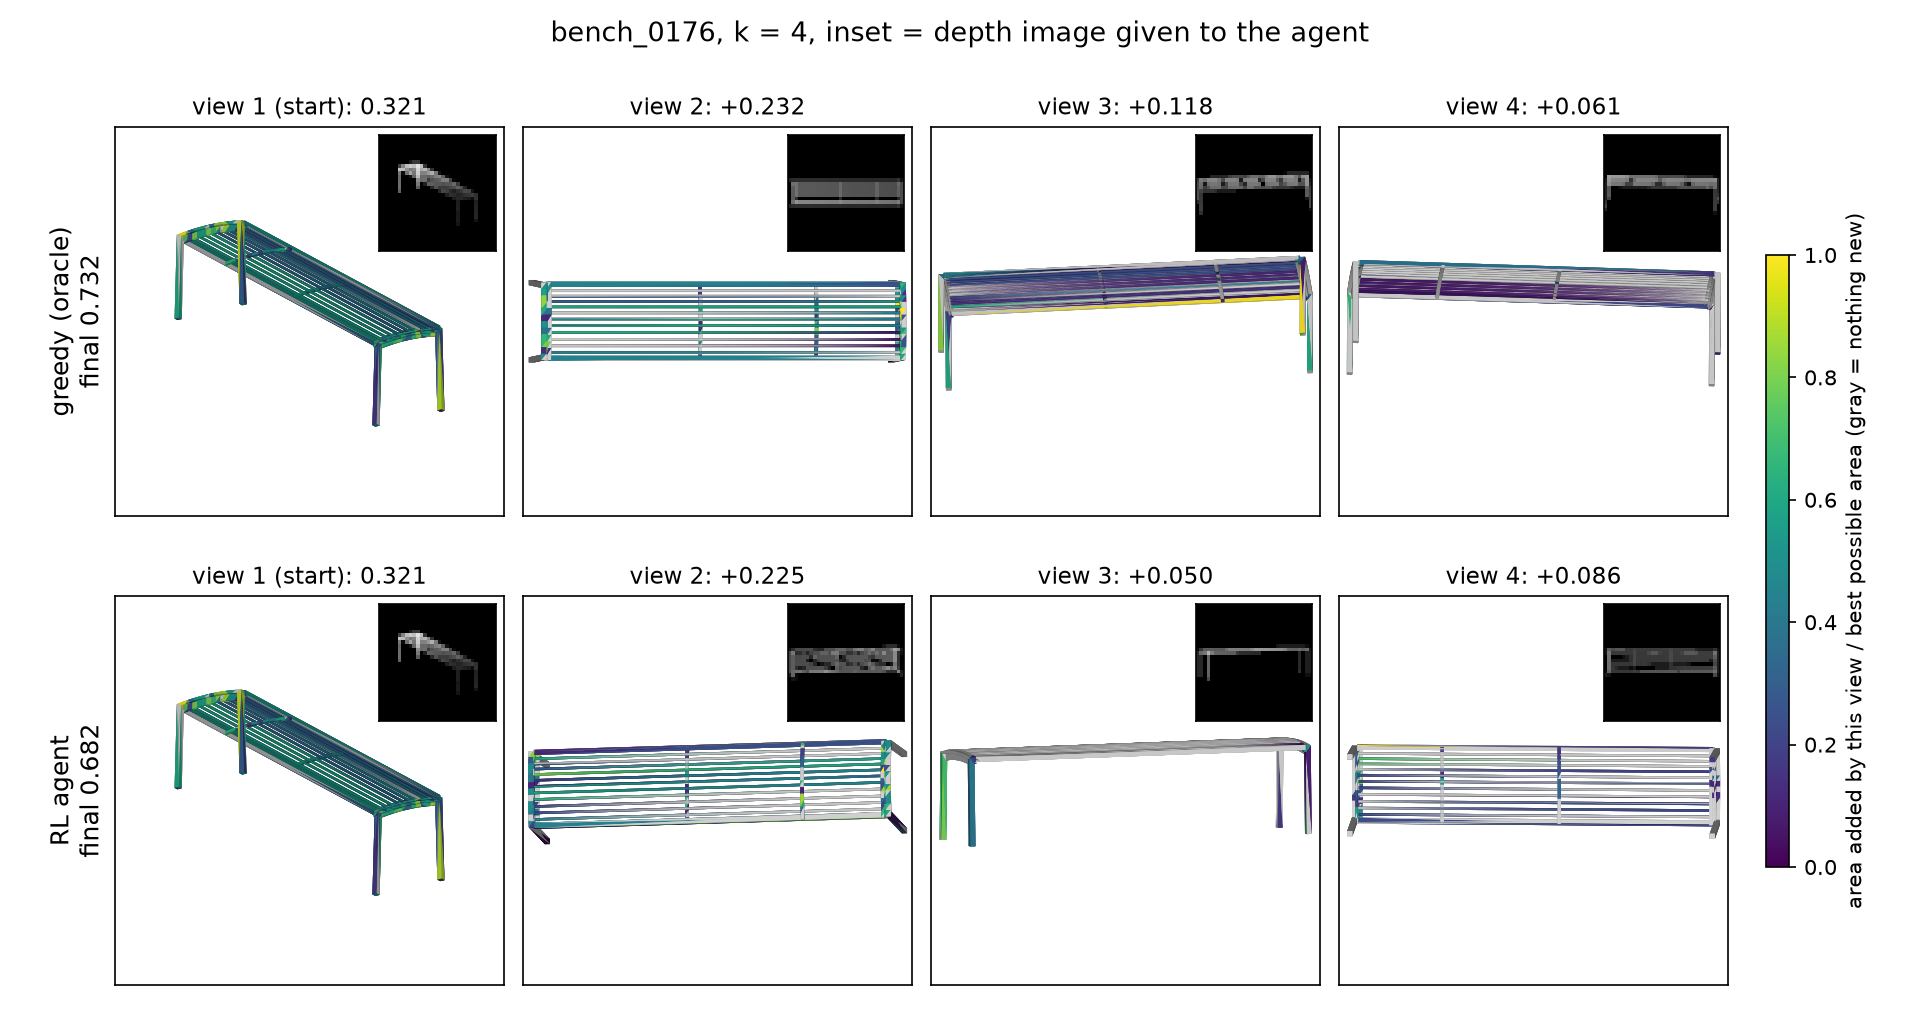 bench_0176, k = 4, inset = depth image given to the agent
greedy (oracle)
final 0.732
view 1 (start): 0.321
view 2: +0.232
view 3: +0.118
view 4: +0.061
RL agent
final 0.682
view 1 (start): 0.321
view 2: +0.225
view 3: +0.050
view 4: +0.086
1.0
0.8
0.6
0.4
0.2
0.0
area added by this view / best possible area (gray = nothing new)